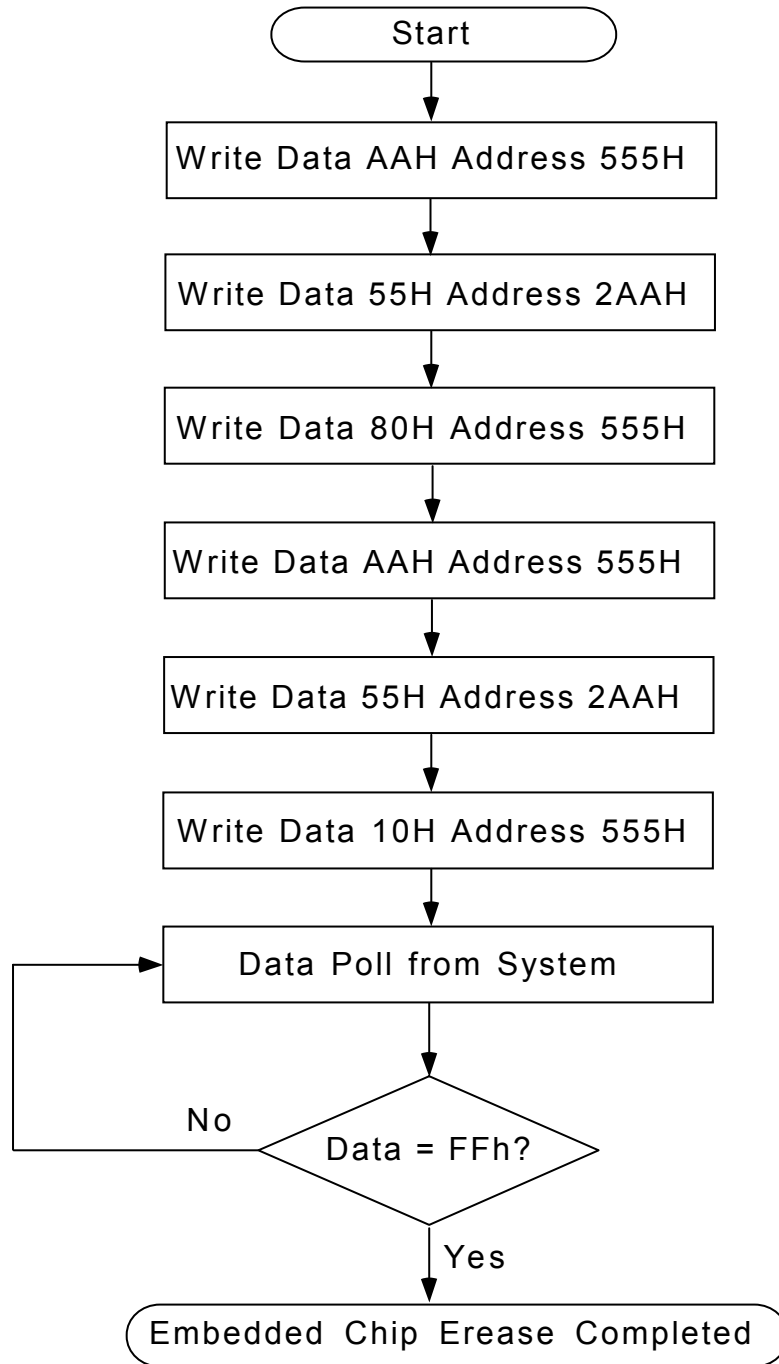 Start
Write Data AAH Address 555H
Write Data 55H Address 2AAH
Write Data 80H Address 555H
Write Data AAH Address 555H
Write Data 55H Address 2AAH
Write Data 10H Address 555H
Data Poll from System
No
Data = FFh?
Yes
Embedded Chip Erease Completed